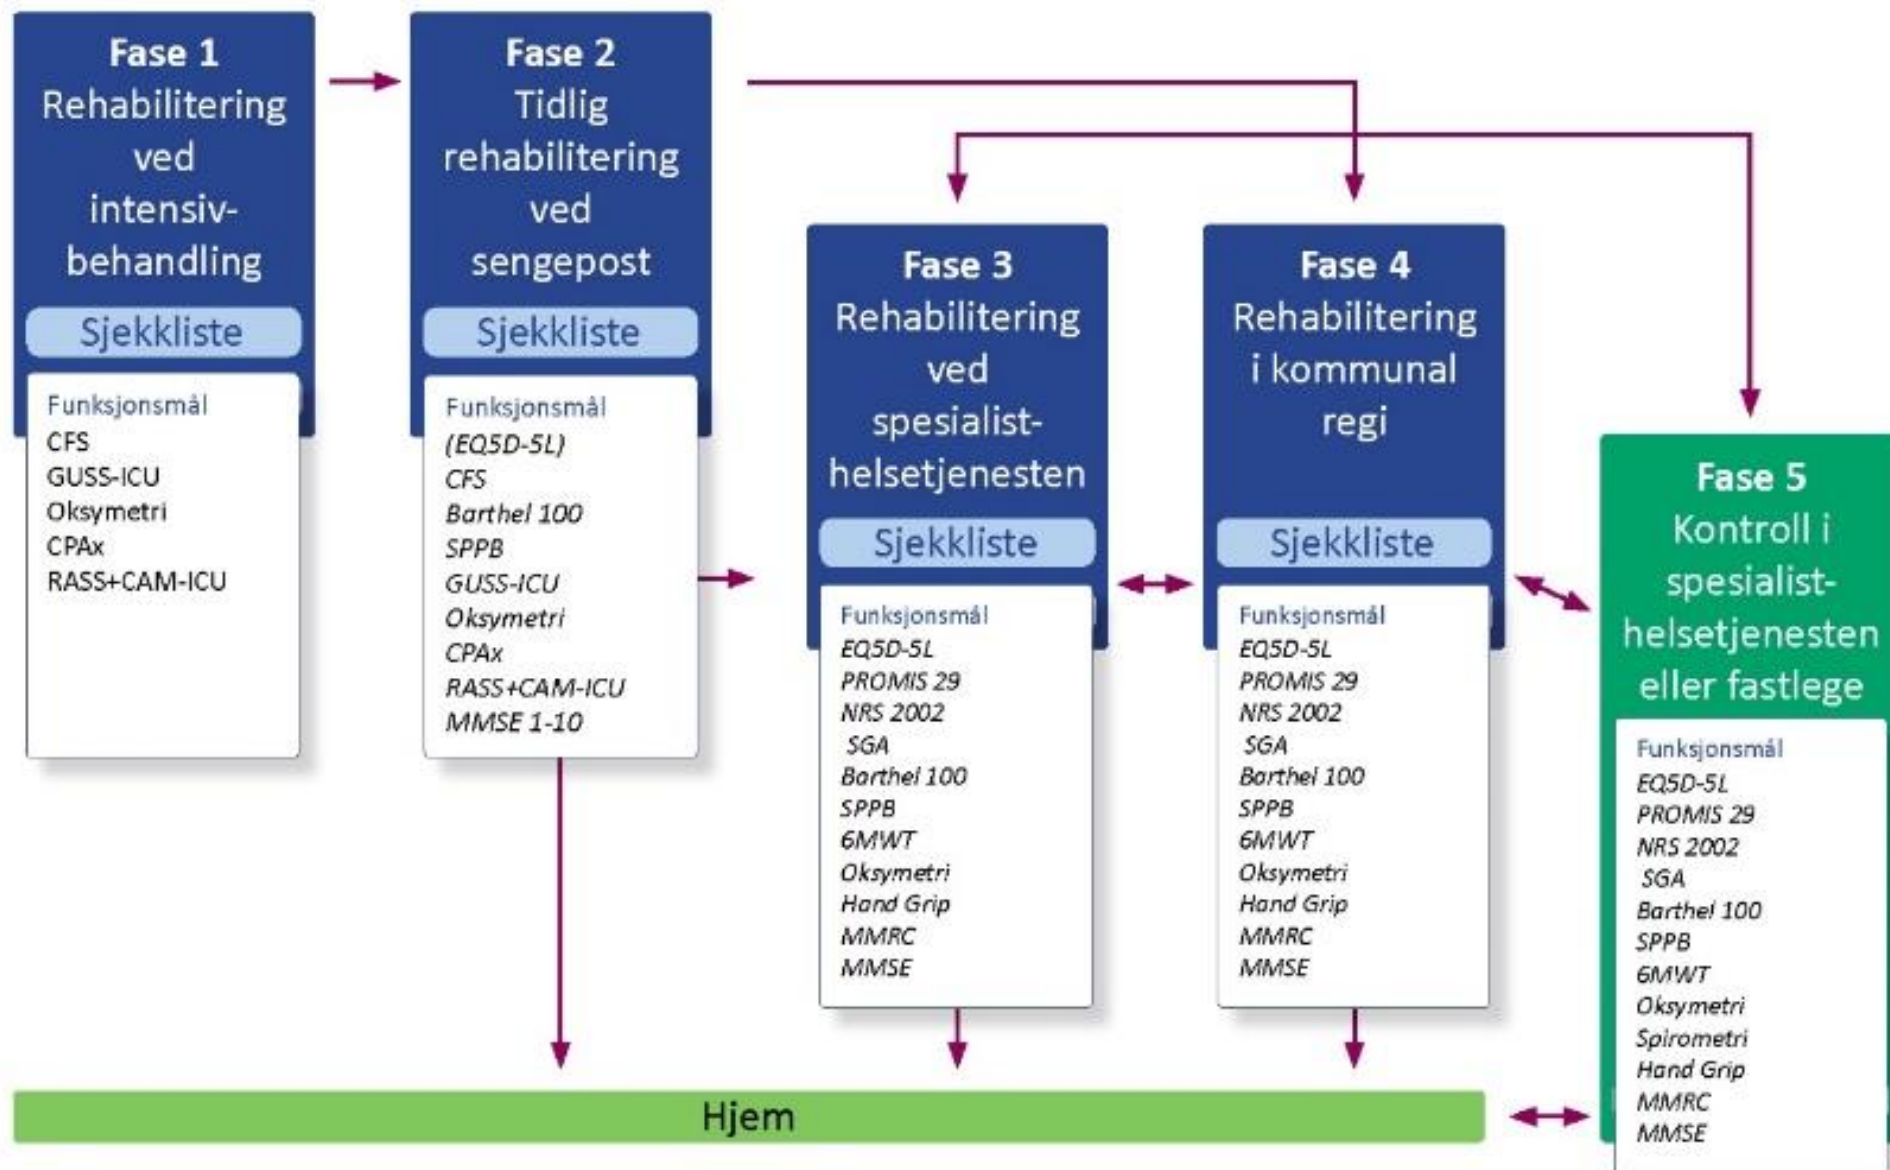 Fase 1
Rehabilitering
ved
intensiv-
behandling
Sjekkliste
Funksjonsmål
CFS
GUSS-ICU
Oksymetri
CPAx
RASS+CAM-ICU
Fase 2
Tidlig
rehabilitering
ved
sengepost
Sjekkliste
Funksjonsmål
(EQ5D-5L)
CFS
Barthel 100
SPPB
GUSS-ICU
Oksymetri
CPAx
RASS+CAM-ICU
MMSE 1-10
Fase 3
Rehabilitering
ved
spesialist-
helsetjenesten
Sjekkliste
Funksjonsmål
EQ5D-5L
PROMIS 29
NRS 2002
SGA
Barthel 100
SPPB
6MWT
Oksymetri
Hand Grip
MMRC
MMSE
Fase 4
Rehabilitering
i kommunal
regi
Sjekkliste
Funksjonsmål
EQ5D-5L
PROMIS 29
NRS 2002
SGA
Barthel 100
SPPB
6MWT
Oksymetri
Hand Grip
MMRC
MMSE
Fase 5
Kontroll i
spesialist-
helsetjenesten
eller fastlege
Funksjonsmål
EQ5D-5L
PROMIS 29
NRS 2002
SGA
Barthel 100
SPPB
6MWT
Oksymetri
Spirometri
Hand Grip
MMRC
MMSE
Hjem